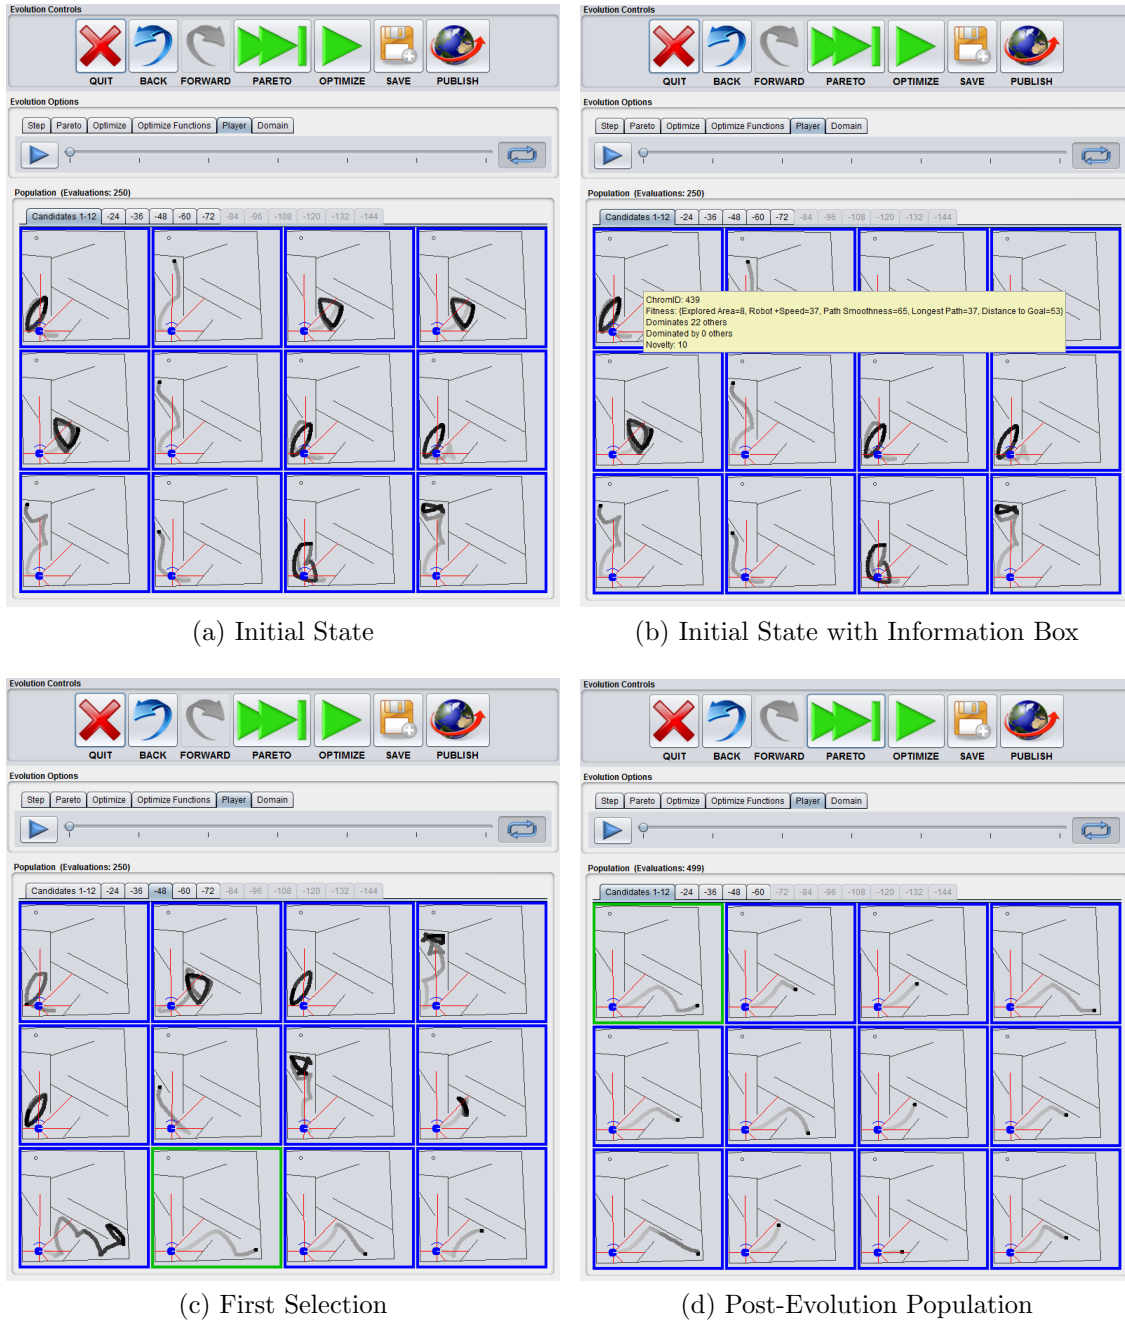 Evolution Controls
QUIT BACK FORWARD PARETO OPTIMIZE SAVE PUBLISH
Evolution Options
Step Pareto Optimize Optimize Functions Player Domain
Population (Evaluations: 250)
Candidates 1-12 -24 -36 -48 -60 -72 -84 -96 -108 -120 -132 -144
(a) Initial State
Evolution Controls
QUIT BACK FORWARD PARETO OPTIMIZE SAVE PUBLISH
Evolution Options
Step Pareto Optimize Optimize Functions Player Domain
Population (Evaluations: 250)
Candidates 1-12 -24 -36 -48 -60 -72 -84 -96 -108 -120 -132 -144
ChromID: 439
Fitness: {Explored Area=8, Robot +Speed=37, Path Smoothness=65, Longest Path=37, Distance to Goal=53}
Dominates 22 others
Dominated by 0 others
Novelty: 10
(b) Initial State with Information Box
Evolution Controls
QUIT BACK FORWARD PARETO OPTIMIZE SAVE PUBLISH
Evolution Options
Step Pareto Optimize Optimize Functions Player Domain
Population (Evaluations: 250)
Candidates 1-12 -24 -36 -48 -60 -72 -84 -96 -108 -120 -132 -144
(c) First Selection
Evolution Controls
QUIT BACK FORWARD PARETO OPTIMIZE SAVE PUBLISH
Evolution Options
Step Pareto Optimize Optimize Functions Player Domain
Population (Evaluations: 499)
Candidates 1-12 -24 -36 -48 -60 -72 -84 -96 -108 -120 -132 -144
(d) Post-Evolution Population